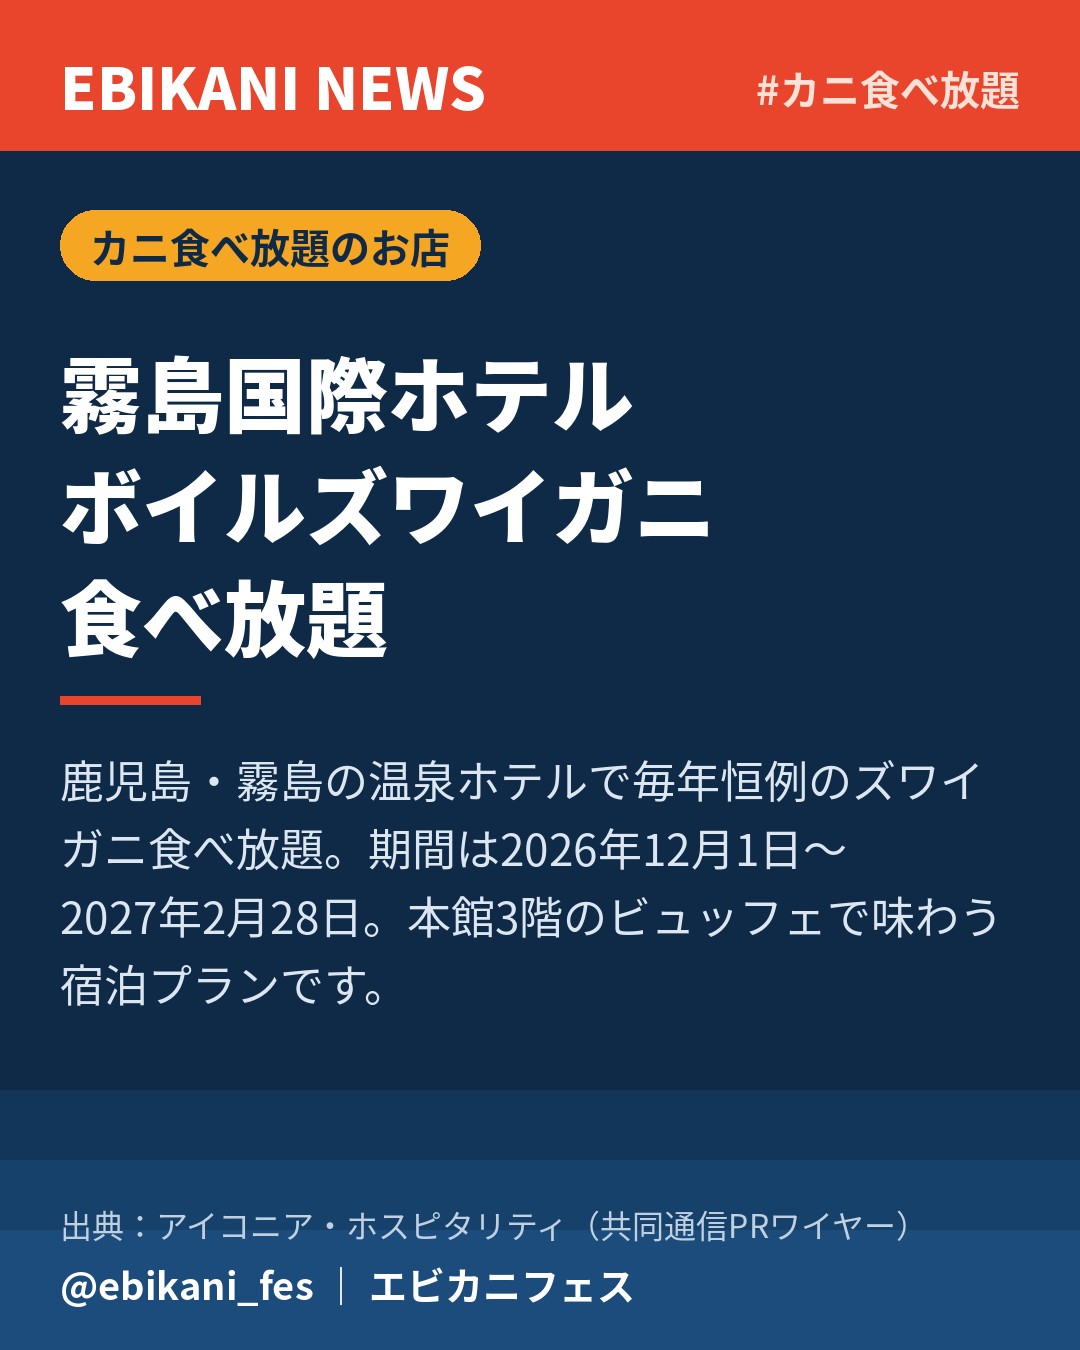 EBIKANI NEWS
#カニ食べ放題
カニ食べ放題のお店
霧島国際ホテル
ボイルズワイガニ
食べ放題
鹿児島・霧島の温泉ホテルで毎年恒例のズワイ
ガニ食べ放題。期間は2026年12月1日〜
2027年2月28日。本館3階のビュッフェで味わう
宿泊プランです。
出典：アイコニア・ホスピタリティ（共同通信PRワイヤー）
@ebikani_fes ｜ エビカニフェス